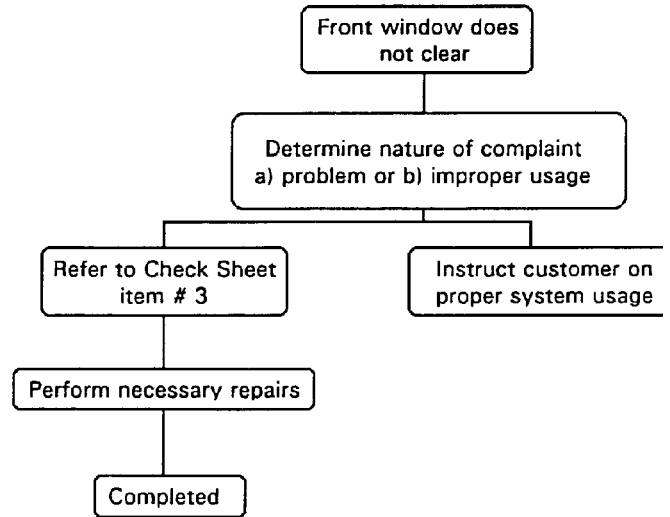 Front window does
not clear
Determine nature of complaint
a) problem or b) improper usage
Refer to Check Sheet
item # 3
Instruct customer on
proper system usage
Perform necessary repairs
Completed